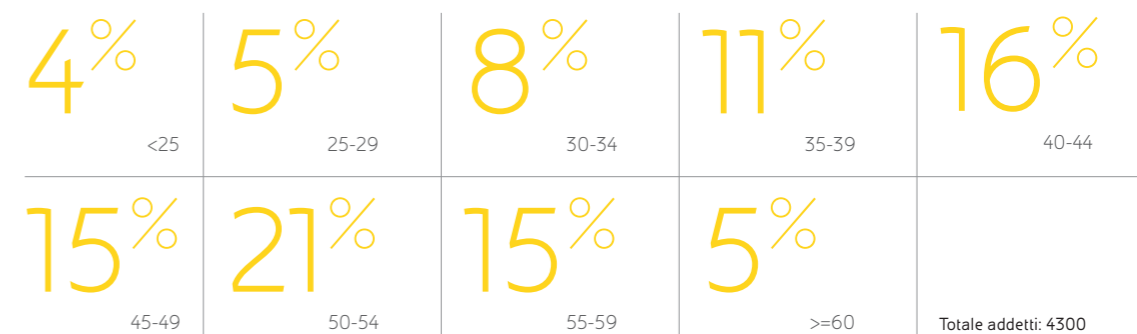 4% 5% 8% 11% 16%
<25 25-29 30-34 35-39 40-44
15% 21% 15% 5%
45-49 50-54 55-59 >=60 Totale addetti: 4300